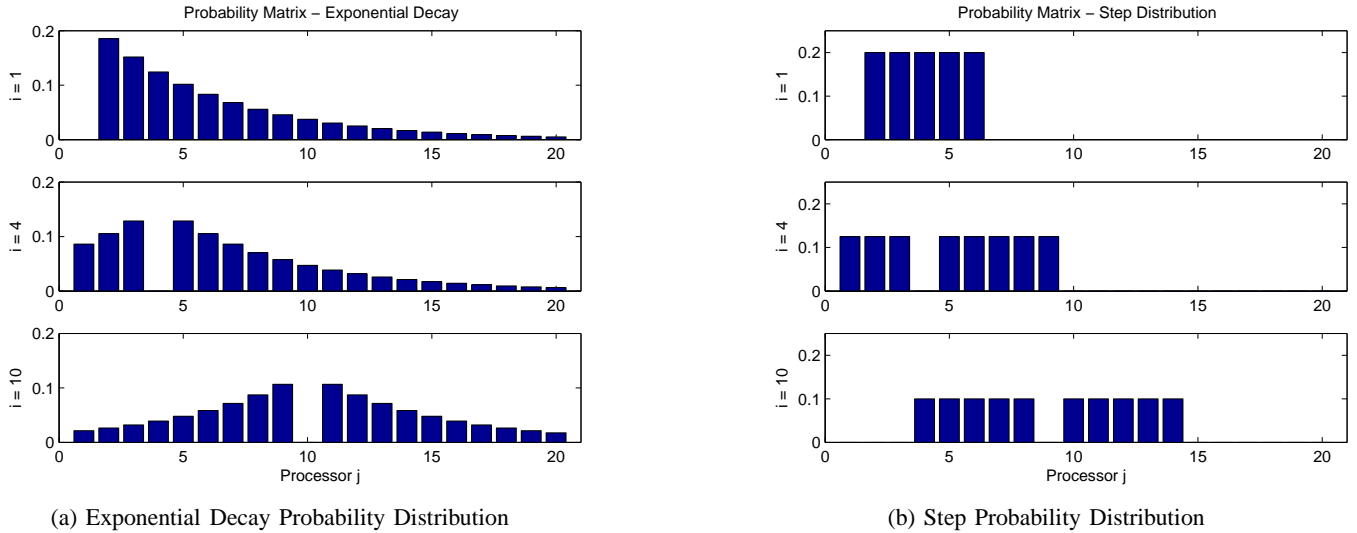 Probability Matrix − Exponential Decay
0.2
0.1
0
i = 1
0 5 10 15 20
0.2
0.1
0
i = 4
0 5 10 15 20
0.2
0.1
0
i = 10
0 5 10 15 20
Processor j
(a) Exponential Decay Probability Distribution
Probability Matrix − Step Distribution
0.2
0.1
0
i = 1
0 5 10 15 20
0.2
0.1
0
i = 4
0 5 10 15 20
0.2
0.1
0
i = 10
0 5 10 15 20
Processor j
(b) Step Probability Distribution